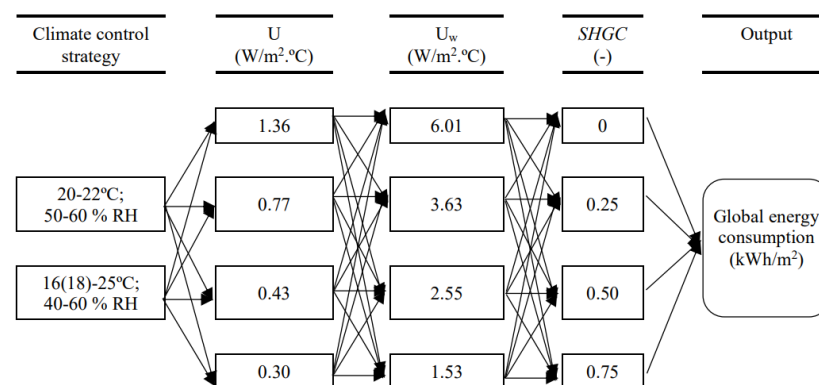 Climate control
strategy
U
(W/m².ºC)
U_w
(W/m².ºC)
SHGC
(-)
Output
1.36
6.01
0
20-22ºC;
50-60 % RH
0.77
3.63
0.25
Global energy
consumption
(kWh/m²)
16(18)-25ºC;
40-60 % RH
0.43
2.55
0.50
0.30
1.53
0.75